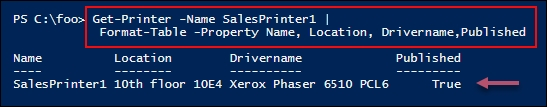 PS C:\foo> Get-Printer -Name SalesPrinter1 |
Format-Table -Property Name, Location, Drivername,Published
Name Location Drivername Published
---- -------- ---------- ---------
SalesPrinter1 10th floor 10E4 Xerox Phaser 6510 PCL6 True